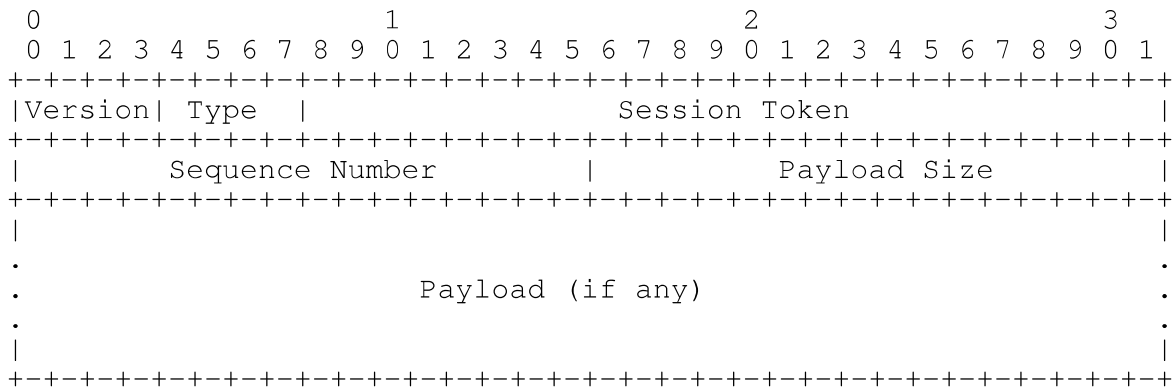 0                   1                   2                   3
 0 1 2 3 4 5 6 7 8 9 0 1 2 3 4 5 6 7 8 9 0 1 2 3 4 5 6 7 8 9 0 1
+-+-+-+-+-+-+-+-+-+-+-+-+-+-+-+-+-+-+-+-+-+-+-+-+-+-+-+-+-+-+-+-+
|Version| Type  |                 Session Token                 |
+-+-+-+-+-+-+-+-+-+-+-+-+-+-+-+-+-+-+-+-+-+-+-+-+-+-+-+-+-+-+-+-+
|        Sequence Number        |          Payload Size         |
+-+-+-+-+-+-+-+-+-+-+-+-+-+-+-+-+-+-+-+-+-+-+-+-+-+-+-+-+-+-+-+-+
|                                                               |
.                                                               .
.                      Payload (if any)                         .
.                                                               .
|                                                               |
+-+-+-+-+-+-+-+-+-+-+-+-+-+-+-+-+-+-+-+-+-+-+-+-+-+-+-+-+-+-+-+-+